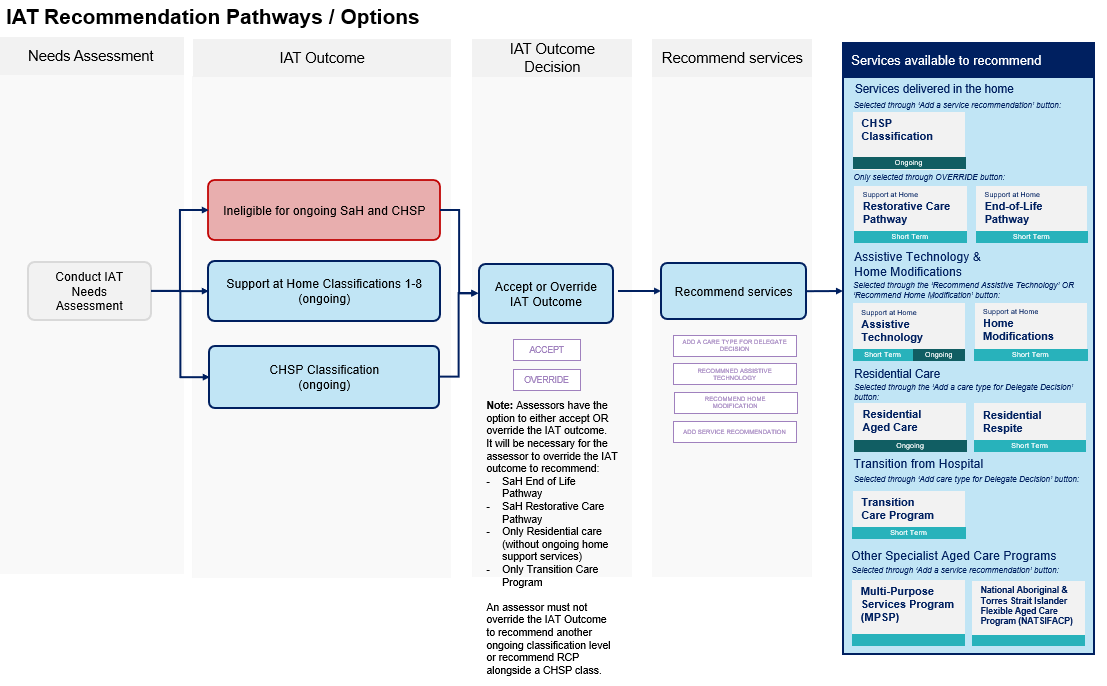 IAT Recommendation Pathways / Options
Needs Assessment
IAT Outcome
IAT Outcome
Decision
Recommend services
Conduct IAT
Needs
Assessment
Ineligible for ongoing SaH and CHSP
Support at Home Classifications 1-8
(ongoing)
CHSP Classification
(ongoing)
Accept or Override
IAT Outcome
ACCEPT
OVERRIDE
Note: Assessors have the
option to either accept OR
override the IAT outcome.
It will be necessary for the
assessor to override the IAT
outcome to recommend:
- SaH End of Life
Pathway
- SaH Restorative Care
Pathway
- Only Residential care
(without ongoing home
support services)
- Only Transition Care
Program
An assessor must not
override the IAT Outcome
to recommend another
ongoing classification level
or recommend RCP
alongside a CHSP class.
Recommend services
ADD A CARE TYPE FOR DELEGATE
DECISION
RECOMMNED ASSISTIVE
TECHNOLOGY
RECOMMEND HOME
MODIFICATION
ADD SERVICE RECOMMENDATION
Services available to recommend
Services delivered in the home
Selected through 'Add a service recommendation' button:
CHSP
Classification
Ongoing
Only selected through OVERRIDE button:
Support at Home
Restorative Care
Pathway
Short Term
Support at Home
End-of-Life
Pathway
Short Term
Assistive Technology &
Home Modifications
Selected through the 'Recommend Assistive Technology' OR
'Recommend Home Modification' button:
Support at Home
Assistive
Technology
Short Term
Ongoing
Support at Home
Home
Modifications
Short Term
Residential Care
Selected through the 'Add a care type for Delegate Decision'
button:
Residential
Aged Care
Ongoing
Residential
Respite
Short Term
Transition from Hospital
Selected through 'Add care type for Delegate Decision' button:
Transition
Care Program
Short Term
Other Specialist Aged Care Programs
Selected through 'Add a service recommendation' button:
Multi-Purpose
Services Program
(MPSP)
National Aboriginal &
Torres Strait Islander
Flexible Aged Care
Program (NATSIFACP)